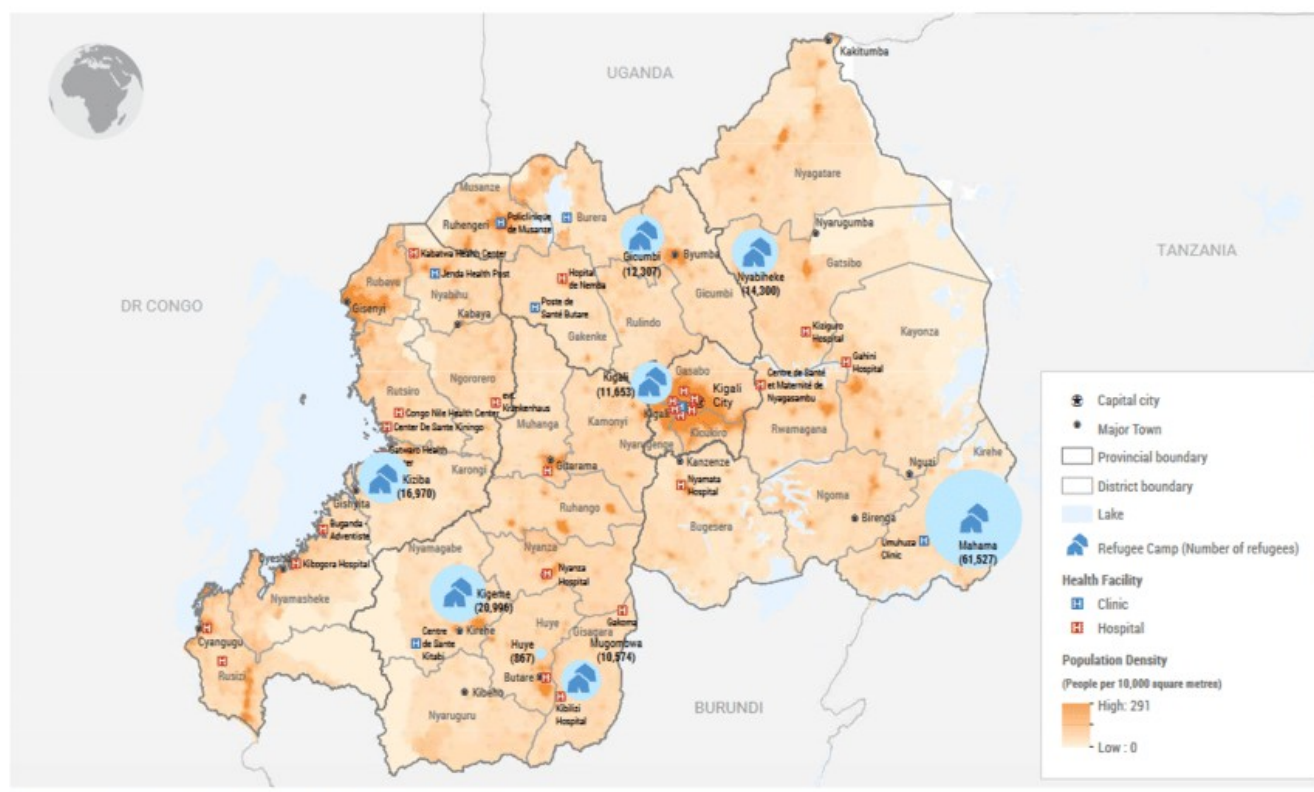 Kakitumba
UGANDA
Nyagatare
Musanze
Ruhengeri
Policlinique
de Musanze
Burera
Nyarugumba
TANZANIA
Kabatwa Health Center
Jenda Health Post
Gicumbi
(12,307)
Byumba
Nyabiheke
(14,300)
Gatsibo
Rubavu
Nyabihu
Hopital
de Nemba
Gicumbi
DR CONGO
Gisenyi
Kabaya
Poste de
Santé Butare
Rulindo
Gakenke
Kiziguro
Hospital
Kayonza
Gahini
Hospital
Kigali
(11,653)
Gasabo
Centre de Santé
et Maternité de
Nyagasambu
Rutsiro
Ngororero
Krankenhaus
Kigali
City
Congo Nile Health Center
Center De Sante Kiningo
Muhanga
Kamonyi
Kigali
Kicukiro
Rwamagana
Nyarugenge
Kirehe
Kiziba
(16,970)
Karongi
Gitarama
Kanzenze
Nyamata
Hospital
Ngoma
Gishyita
Ruhango
Bugesera
Birenga
Mahama
(61,527)
Umuhuza
Clinic
Buganda
Adventiste
Nyamagabe
Nyanza
Kibogora Hospital
Nyanza
Hospital
Nyamasheke
Kigeme
(20,996)
Gakoma
Huye
Gisagara
Cyangugu
Centre
de Sante
Kitabi
Kirehe
Huye
(867)
Mugombwa
(10,574)
Rusizi
Butare
Kibeho
Kibilizi
Hospital
Nyaruguru
BURUNDI
Capital city
Major Town
Provincial boundary
District boundary
Lake
Refugee Camp (Number of refugees)
Health Facility
Clinic
Hospital
Population Density
(People per 10,000 square metres)
High: 291
Low : 0